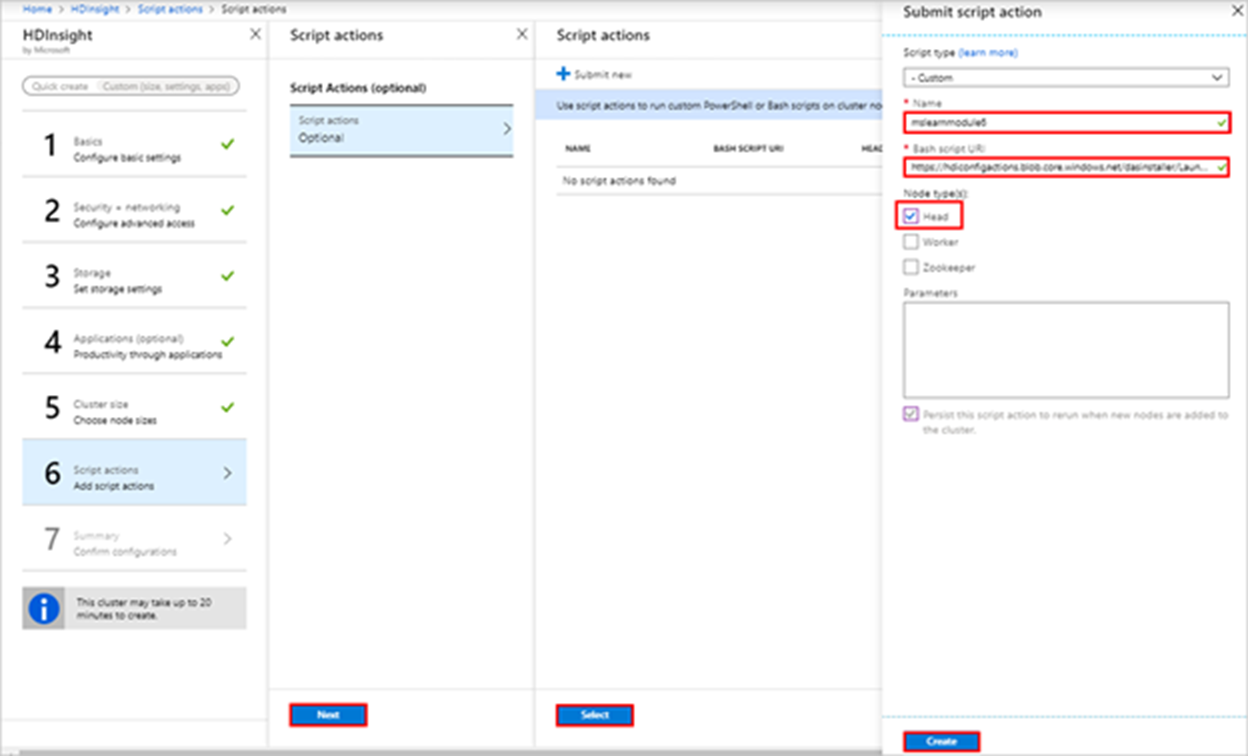 Home > HDInsight > Script actions > Script actions
HDInsight
by Microsoft
Quick create Custom (size, settings, apps)
1 Basics
Configure basic settings
2 Security + networking
Configure advanced access
3 Storage
Set storage settings
4 Applications (optional)
Productivity through applications
5 Cluster size
Choose node sizes
6 Script actions
Add script actions
7 Summary
Confirm configurations
This cluster may take up to 20
minutes to create.
Script actions
Script Actions (optional)
Script actions
Optional
Next
Script actions
Submit new
Use script actions to run custom PowerShell or Bash scripts on cluster no
NAME BASH SCRIPT URI HEAD
No script actions found
Select
Submit script action
Script type (learn more)
- Custom
* Name
mslearnmodule6
* Bash script URI
https://hdiconfigactions.blob.core.windows.net/dasinstaller/Laun...
Node type(s):
Head
Worker
Zookeeper
Parameters
Persist this script action to rerun when new nodes are added to
the cluster.
Create